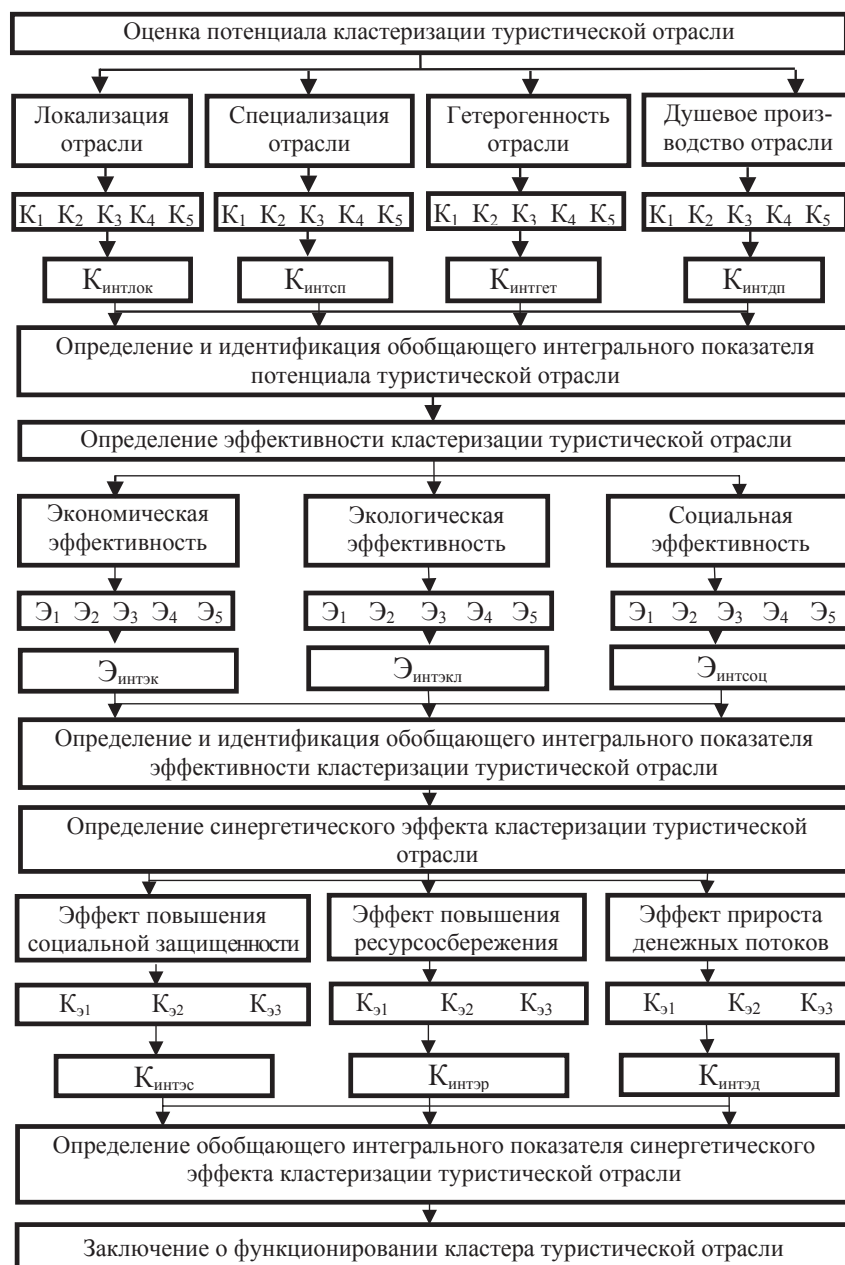 Оценка потенциала кластеризации туристической отрасли
Локализация
отрасли
Специализация
отрасли
Гетерогенность
отрасли
Душевое произ-
водство отрасли
К₁ К₂ К₃ К₄ К₅
К₁ К₂ К₃ К₄ К₅
К₁ К₂ К₃ К₄ К₅
К₁ К₂ К₃ К₄ К₅
Кинтлок
Кинтсп
Кинтгет
Кинтдп
Определение и идентификация обобщающего интегрального показателя
потенциала туристической отрасли
Определение эффективности кластеризации туристической отрасли
Экономическая
эффективность
Экологическая
эффективность
Социальная
эффективность
Э₁ Э₂ Э₃ Э₄ Э₅
Э₁ Э₂ Э₃ Э₄ Э₅
Э₁ Э₂ Э₃ Э₄ Э₅
Эинтэк
Эинтэкл
Эинтсоц
Определение и идентификация обобщающего интегрального показателя
эффективности кластеризации туристической отрасли
Определение синергетического эффекта кластеризации туристической
отрасли
Эффект повышения
социальной защищенности
Эффект повышения
ресурсосбережения
Эффект прироста
денежных потоков
Кэ1 Кэ2 Кэ3
Кэ1 Кэ2 Кэ3
Кэ1 Кэ2 Кэ3
Кинтэс
Кинтэр
Кинтэд
Определение обобщающего интегрального показателя синергетического
эффекта кластеризации туристической отрасли
Заключение о функционировании кластера туристической отрасли